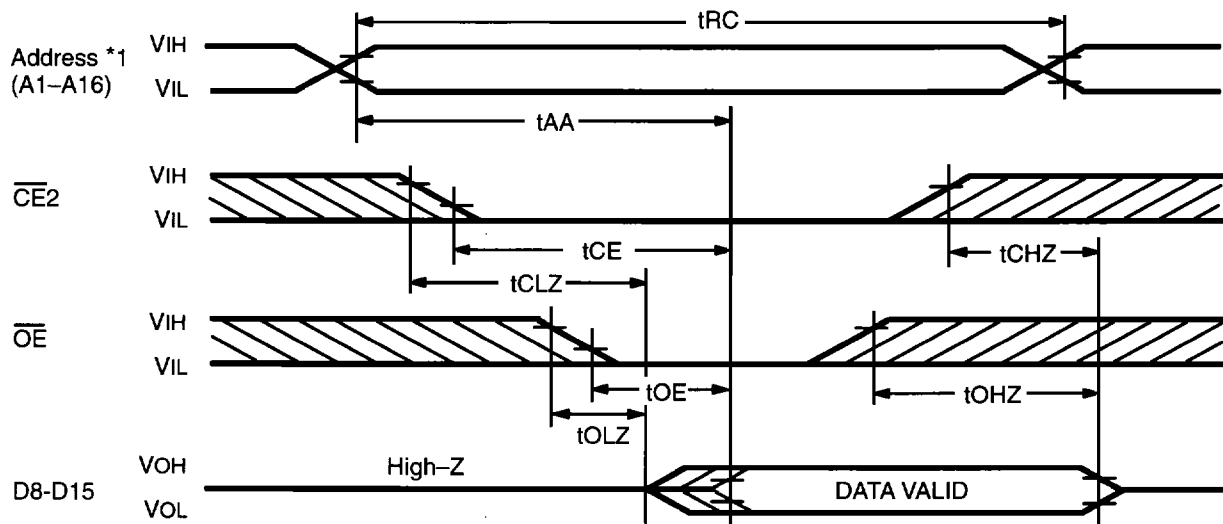 tRC
Address *1
(A1–A16)
VIH
VIL
tAA
CE2
VIH
VIL
tCE
tCHZ
tCLZ
OE
VIH
VIL
tOE
tOHZ
tOLZ
D8-D15
VOH
VOL
High–Z
DATA VALID